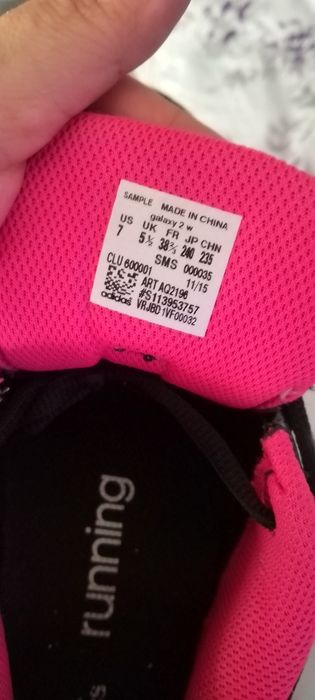 SAMPLE MADE IN CHINA
galaxy 2 w
US UK FR JP CHN
7 5½ 38⅔ 240 235
SMS 000035
CLU 600001 11/15
ART AQ2196
#S113953757
adidas VRJBD1VF00032
running